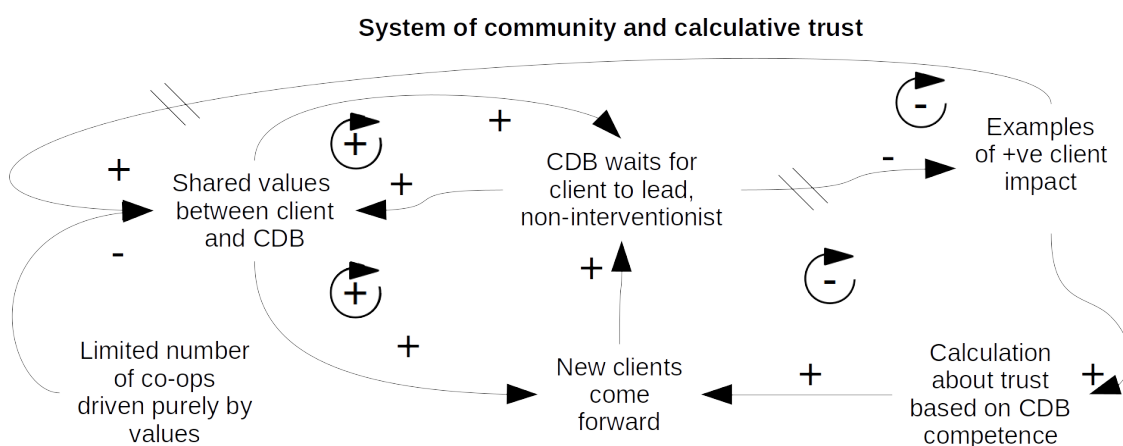 System of community and calculative trust
-
+
+
-
Examples
of +ve client
impact
+
Shared values
between client
and CDB
+
CDB waits for
client to lead,
non-interventionist
-
+
+
-
+
Limited number
of co-ops
driven purely by
values
New clients
come
forward
+
Calculation
about trust
based on CDB
competence
+